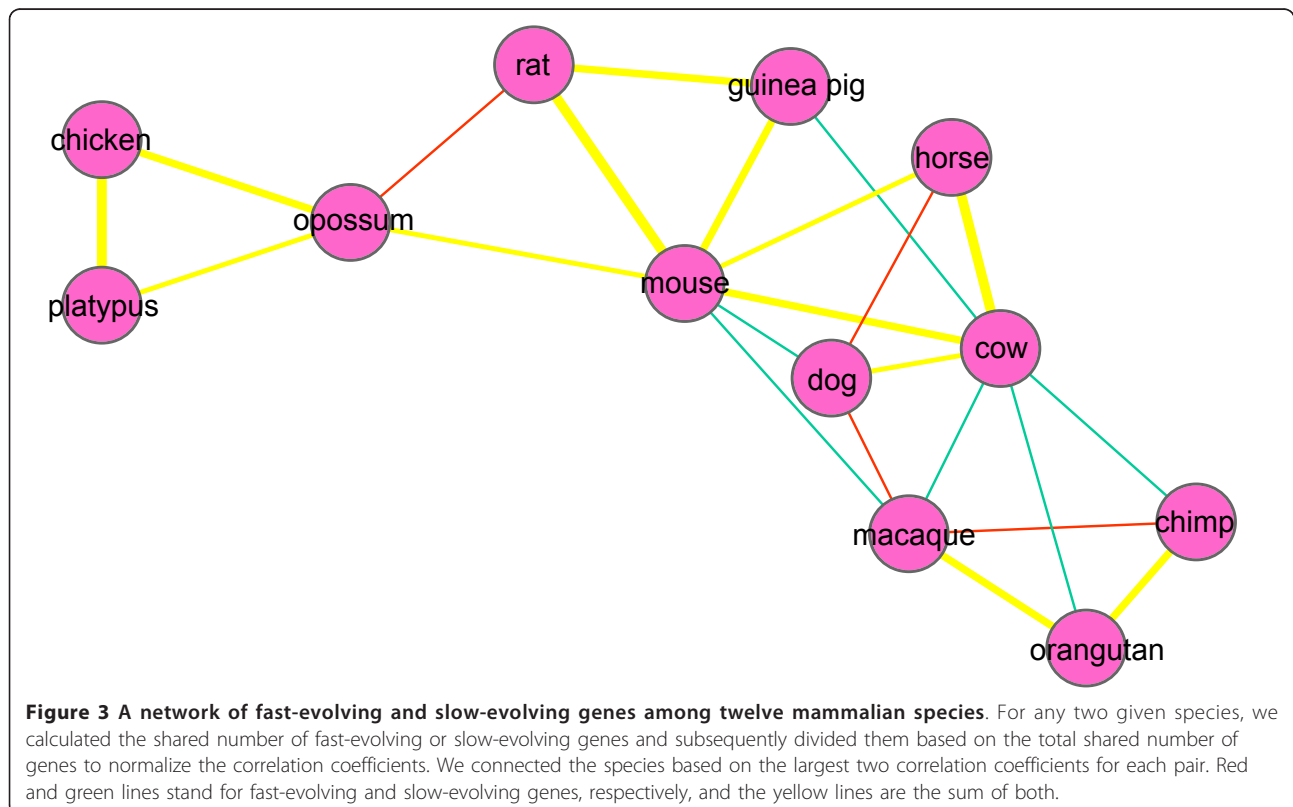 rat
guinea pig
chicken
horse
opossum
mouse
platypus
cow
dog
chimp
macaque
orangutan
Figure 3 A network of fast-evolving and slow-evolving genes among twelve mammalian species. For any two given species, we
calculated the shared number of fast-evolving or slow-evolving genes and subsequently divided them based on the total shared number of
genes to normalize the correlation coefficients. We connected the species based on the largest two correlation coefficients for each pair. Red
and green lines stand for fast-evolving and slow-evolving genes, respectively, and the yellow lines are the sum of both.